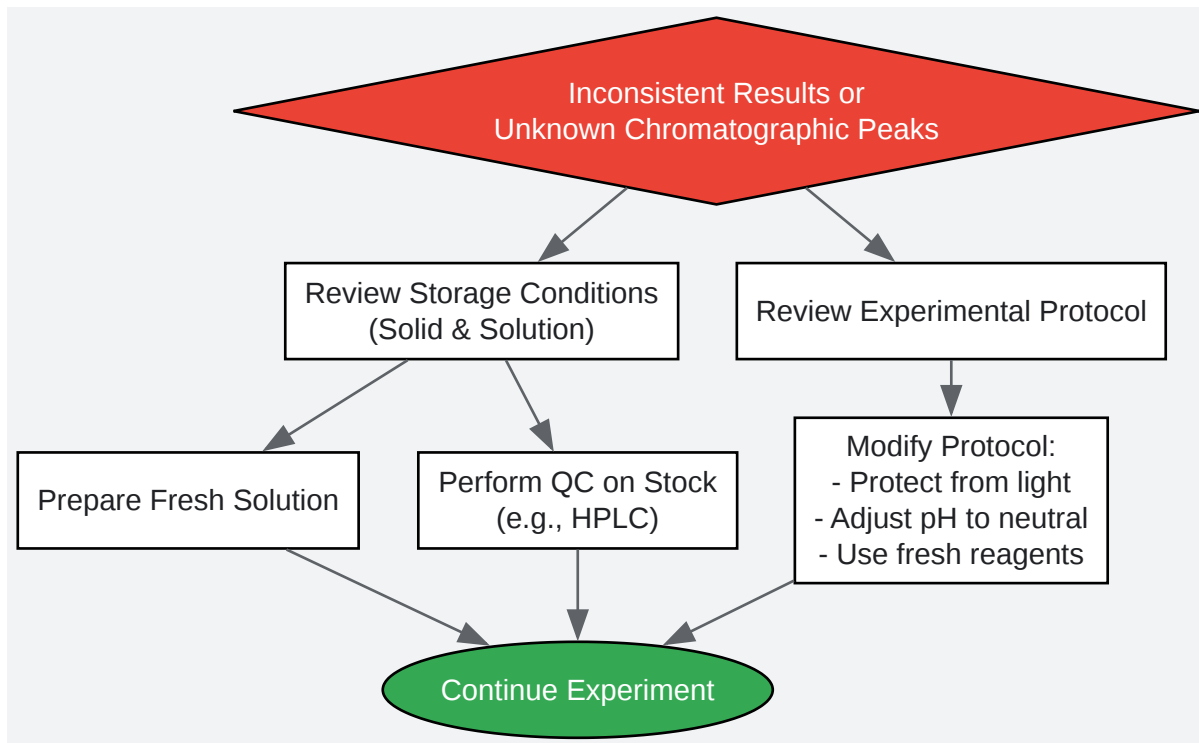 Inconsistent Results or
Unknown Chromatographic Peaks
Review Storage Conditions
(Solid & Solution)
Review Experimental Protocol
Prepare Fresh Solution
Perform QC on Stock
(e.g., HPLC)
Modify Protocol:
- Protect from light
- Adjust pH to neutral
- Use fresh reagents
Continue Experiment